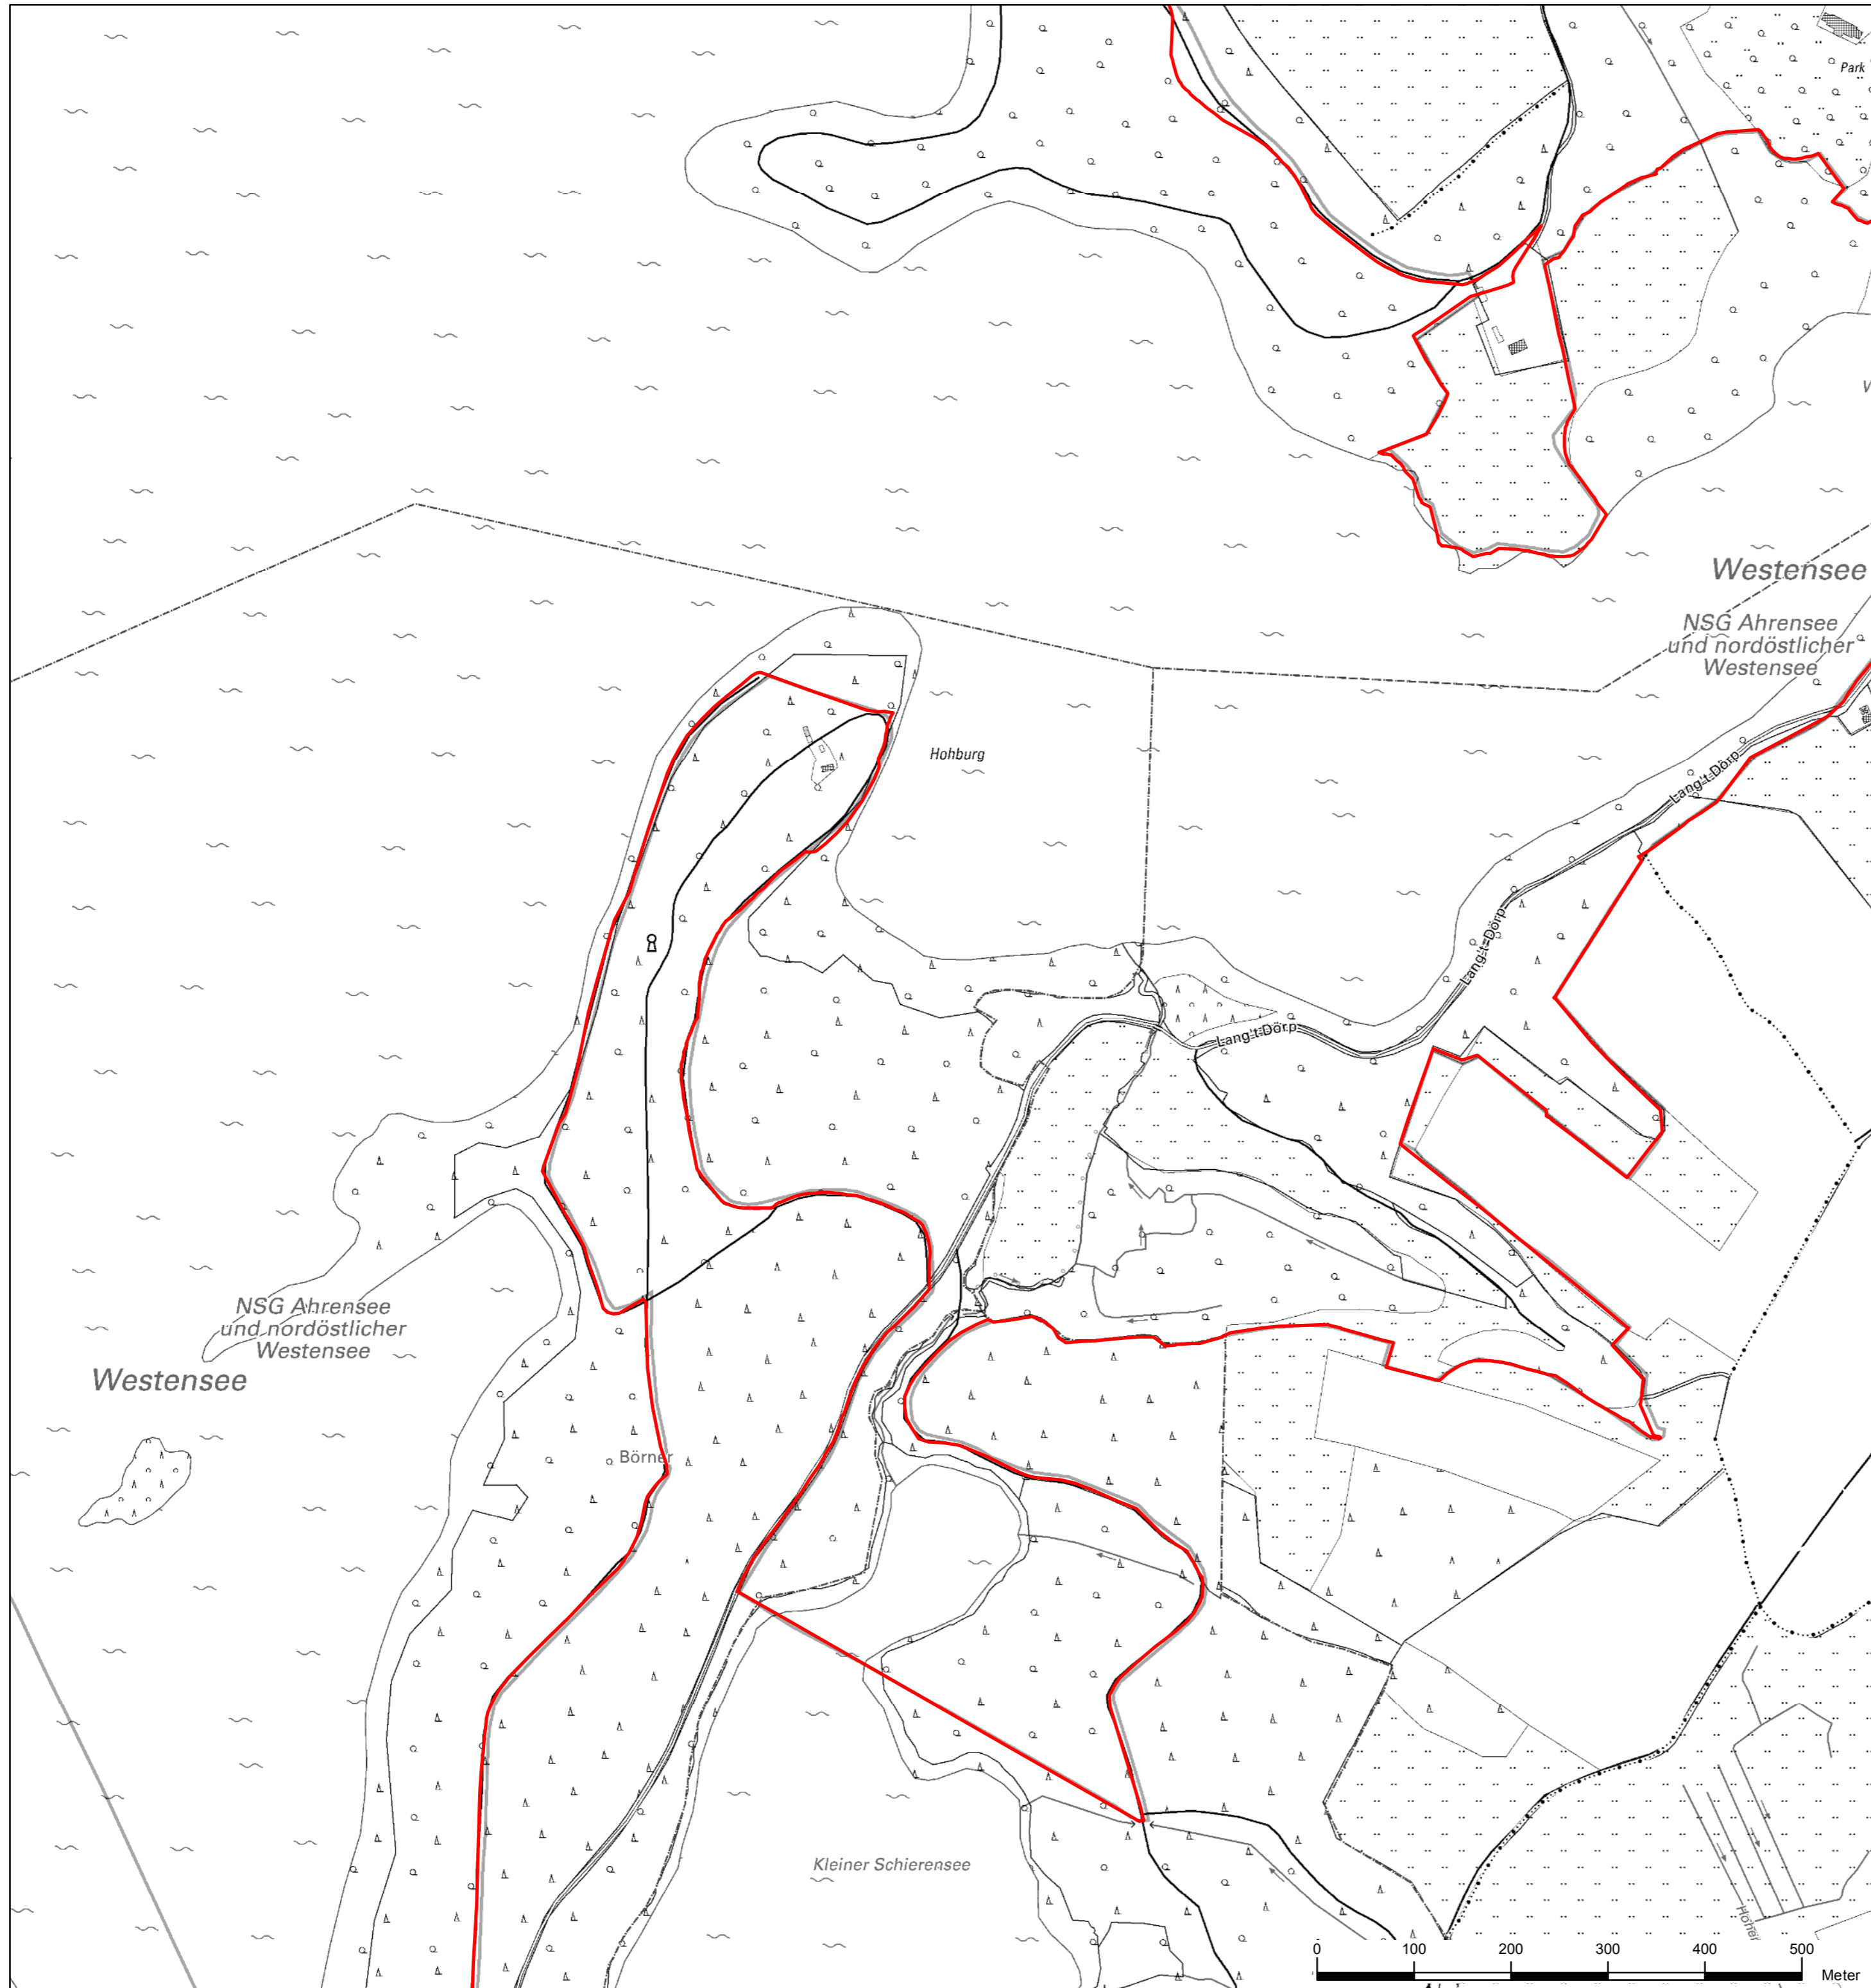 Park
Westensee
NSG Ahrensee
und nordöstlicher
Westensee
Hohburg
Lang't Dörp
Lang't Dörp
Lang't Dörp
NSG Ahrensee
und nordöstlicher
Westensee
Westensee
Börner
Kleiner Schierensee
0 100 200 300 400 500
Meter